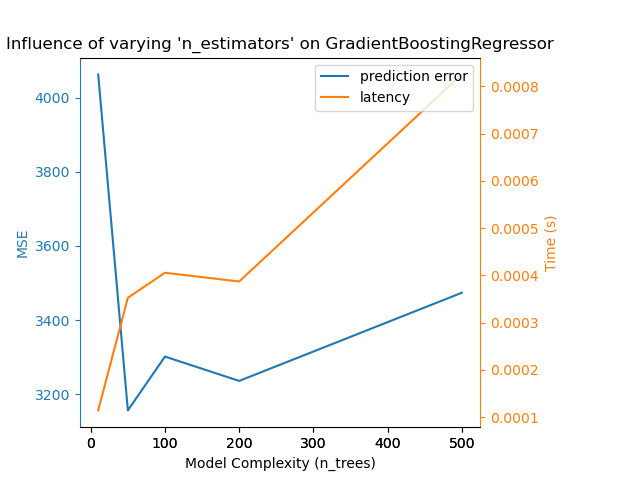 Influence of varying 'n_estimators' on GradientBoostingRegressor
prediction error
latency
4000
3800
3600
3400
3200
MSE
0.0008
0.0007
0.0006
0.0005
0.0004
0.0003
0.0002
0.0001
Time (s)
0 100 200 300 400 500
Model Complexity (n_trees)